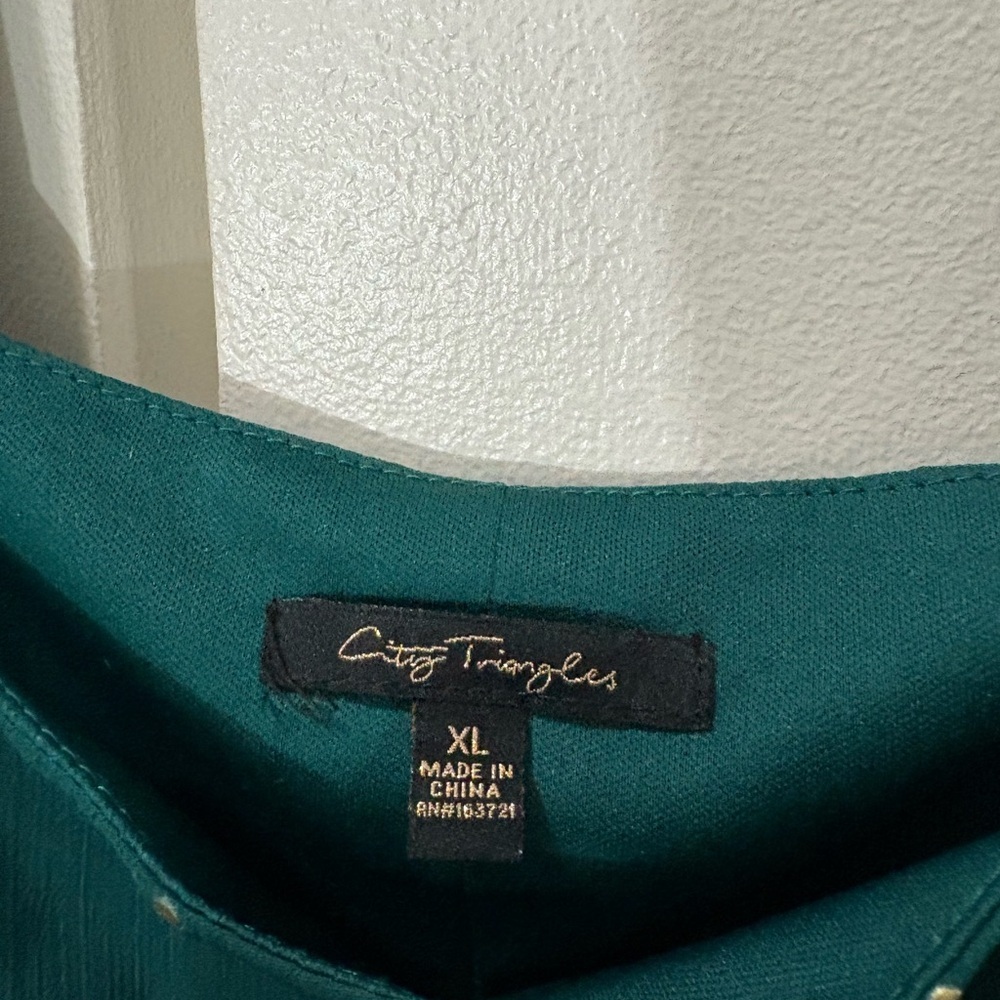 City Triangles
XL
MADE IN
CHINA
RN#163721